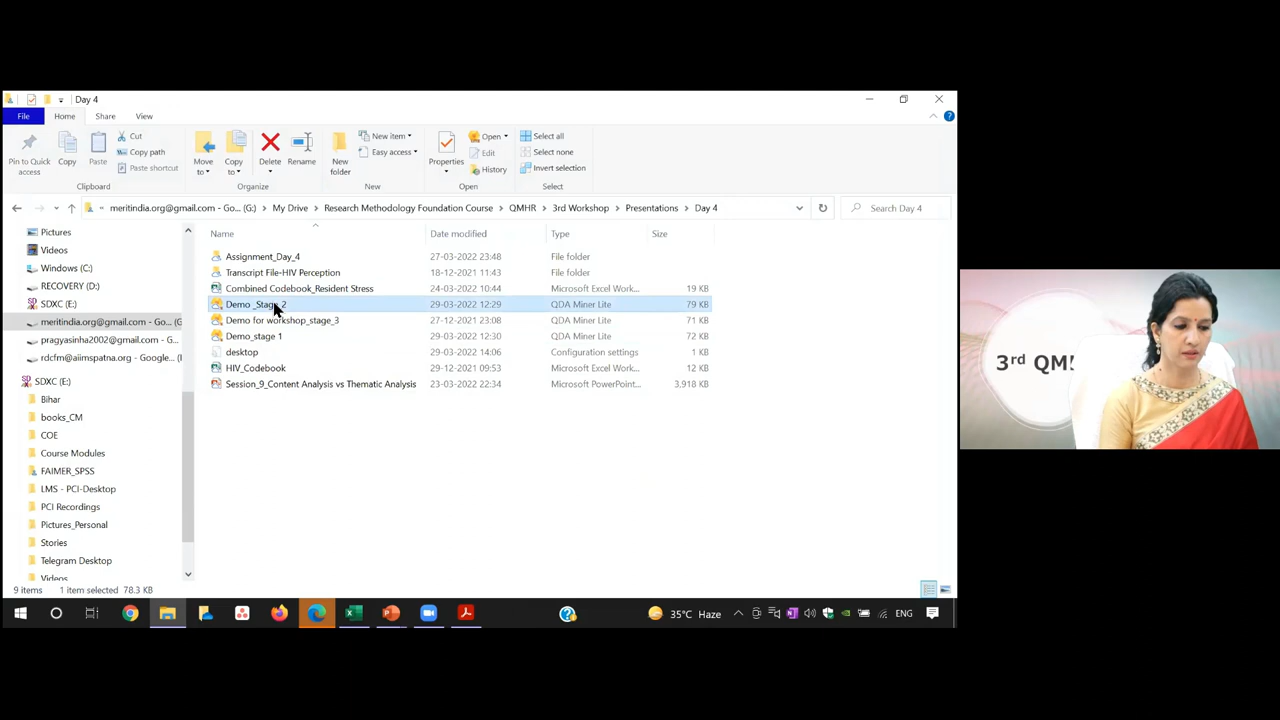 Day 4
File
Home
Share
View
Pin to Quick access
Copy
Paste
Cut
Copy path
Paste shortcut
Clipboard
Move to
Copy to
Delete
Rename
Organize
New folder
New item
Easy access
New
Properties
Open
Edit
History
Open
Select all
Select none
Invert selection
Select
« meritindia.org@gmail.com - Go... (G:) > My Drive > Research Methodology Foundation Course > QMHR > 3rd Workshop > Presentations > Day 4
Search Day 4
Pictures
Videos
Windows (C:)
RECOVERY (D:)
SDXC (E:)
meritindia.org@gmail.com - Go... (G
pragyasinha2002@gmail.com - Goo...
rdcfm@aiimspatna.org - Google...
SDXC (E:)
Bihar
books_CM
COE
Course Modules
FAIMER_SPSS
LMS - PCI-Desktop
PCI Recordings
Pictures_Personal
Stories
Telegram Desktop
Videos
Name Date modified Type Size
Assignment_Day_4 27-03-2022 23:48 File folder
Transcript File-HIV Perception 18-12-2021 11:43 File folder
Combined Codebook_Resident Stress 24-03-2022 10:44 Microsoft Excel Work... 19 KB
Demo _Stage_2 29-03-2022 12:29 QDA Miner Lite 79 KB
Demo for workshop_stage_3 27-12-2021 23:08 QDA Miner Lite 71 KB
Demo_stage 1 29-03-2022 12:30 QDA Miner Lite 72 KB
desktop 29-03-2022 14:06 Configuration settings 1 KB
HIV_Codebook 29-12-2021 09:53 Microsoft Excel Work... 12 KB
Session_9_Content Analysis vs Thematic Analysis 23-03-2022 22:34 Microsoft PowerPoint... 3,918 KB
9 items 1 item selected 78.3 KB
35°C Haze
ENG
3rd QM